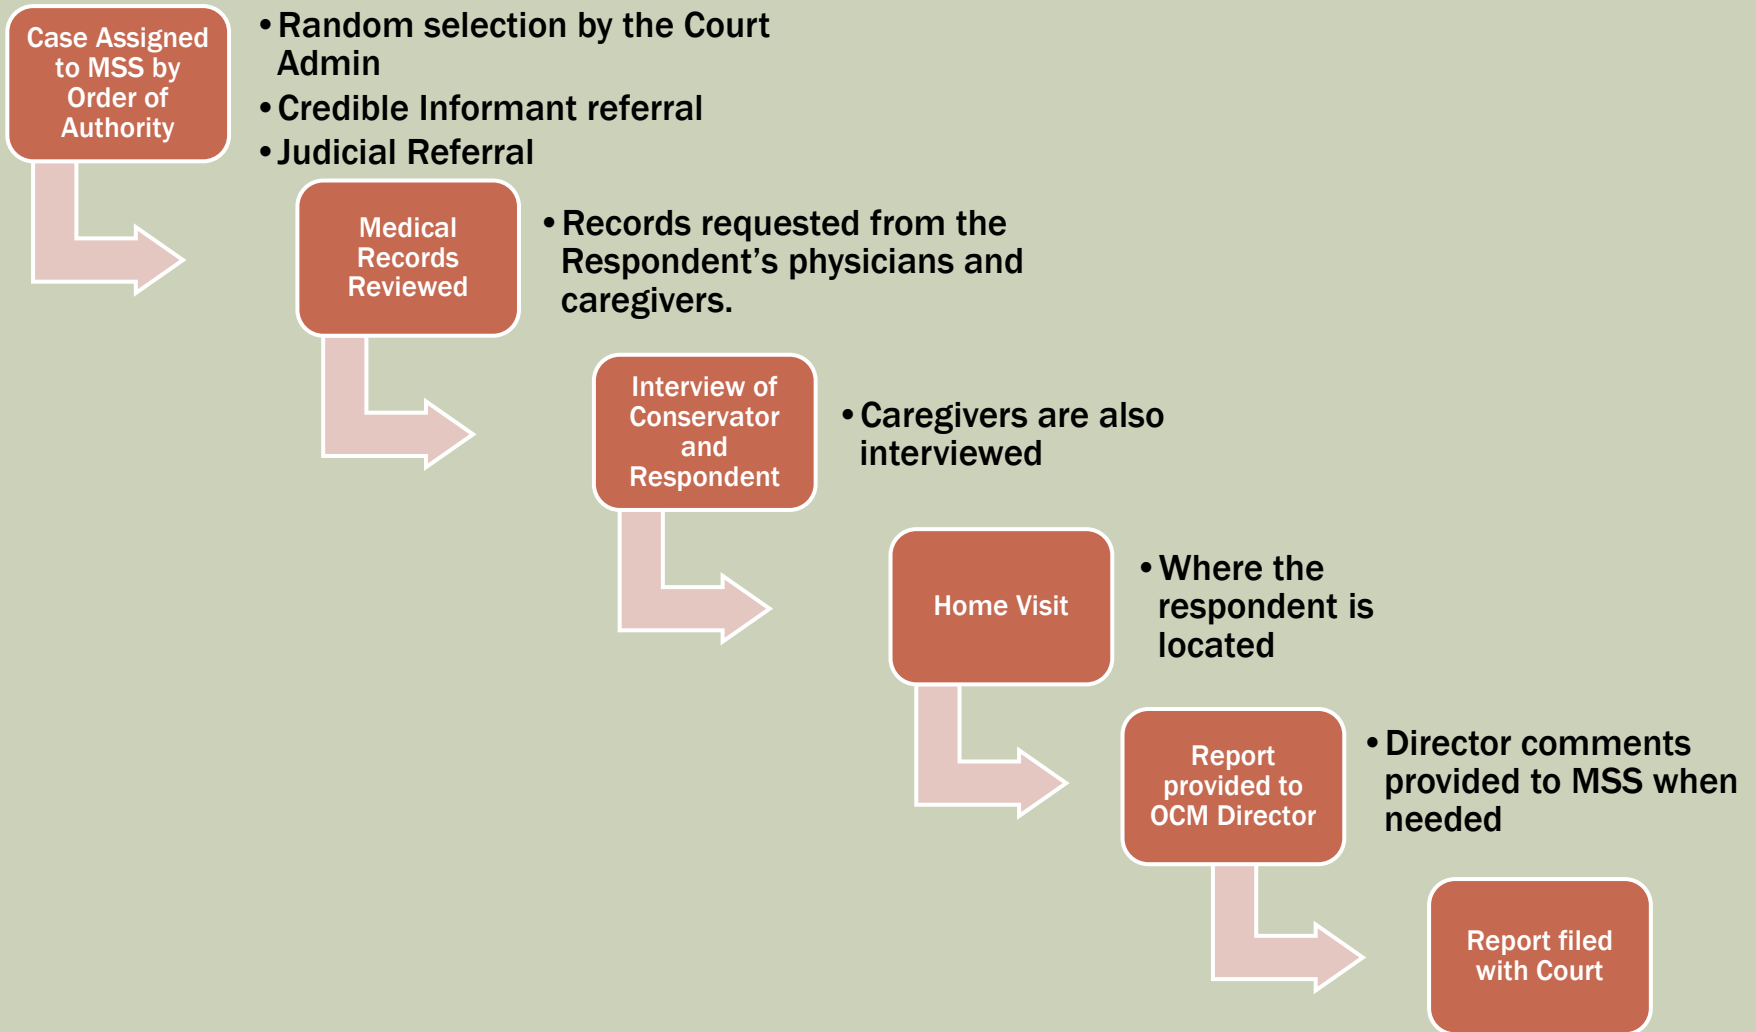 Case Assigned
to MSS by
Order of
Authority
•Random selection by the Court
Admin
•Credible Informant referral
•Judicial Referral
Medical
Records
Reviewed
•Records requested from the
Respondent’s physicians and
caregivers.
Interview of
Conservator
and
Respondent
•Caregivers are also
interviewed
Home Visit
•Where the
respondent is
located
Report
provided to
OCM Director
•Director comments
provided to MSS when
needed
Report filed
with Court